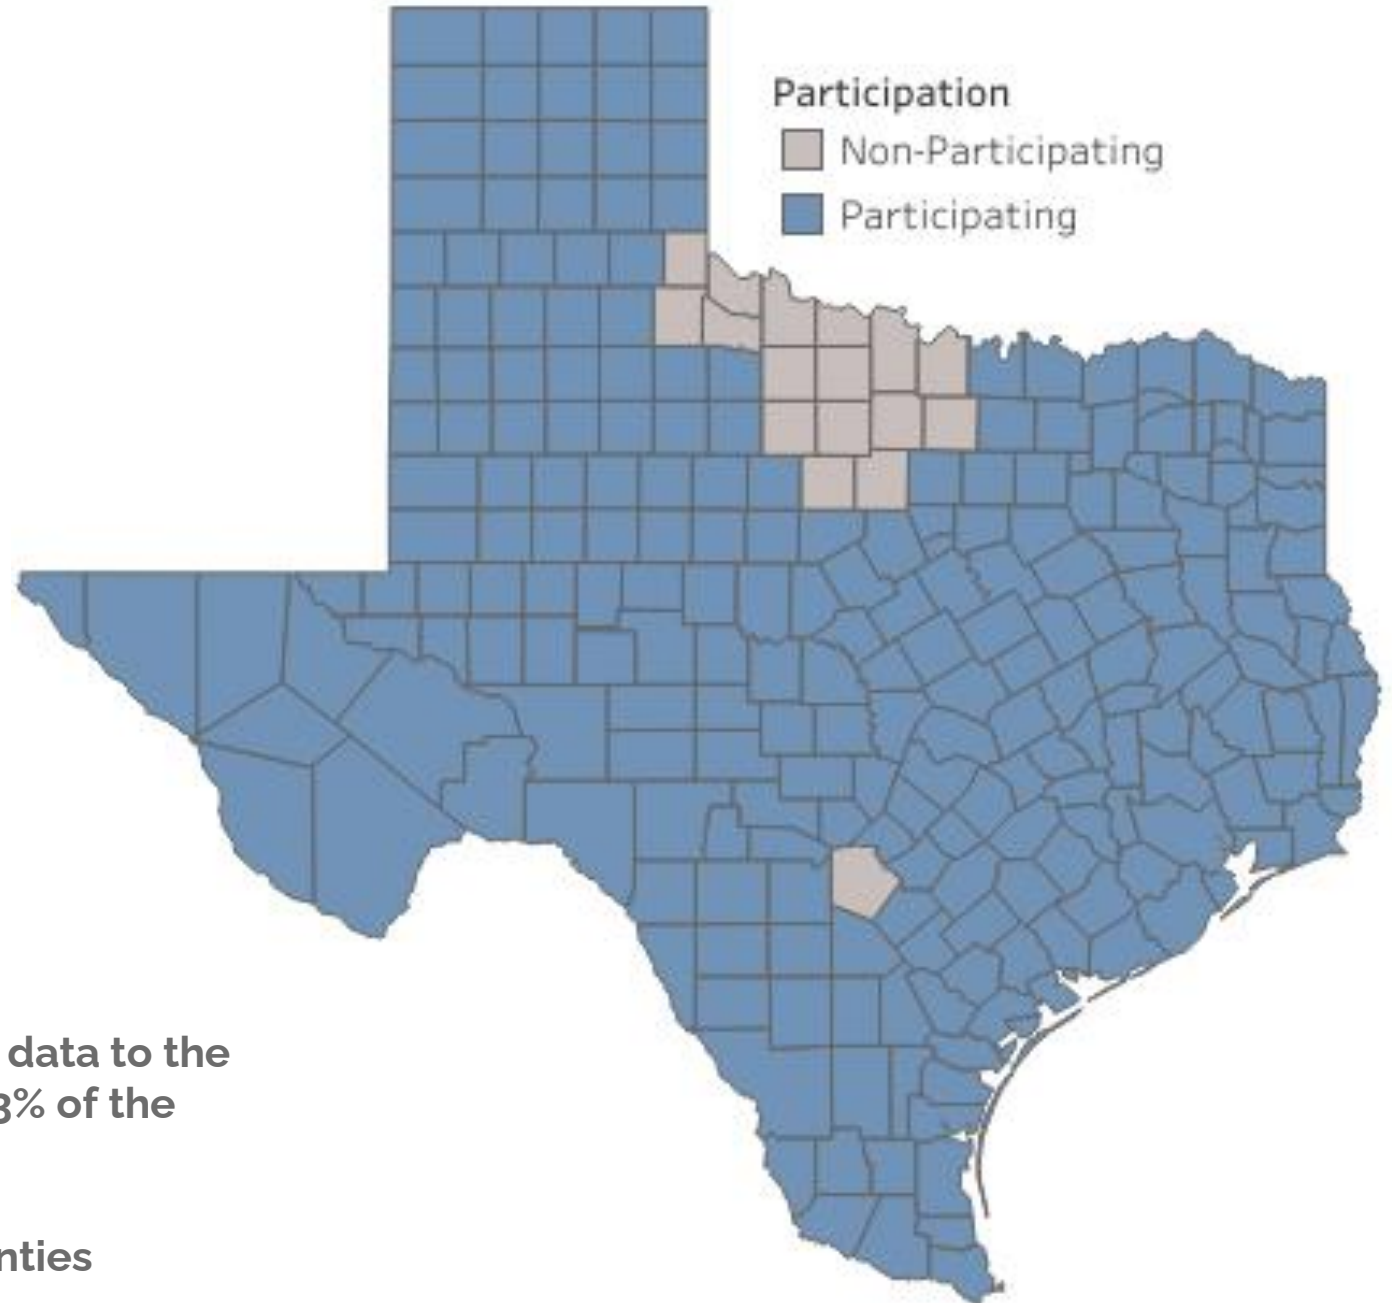 Participation
Non-Participating
Participating
data to the
3% of the
nties